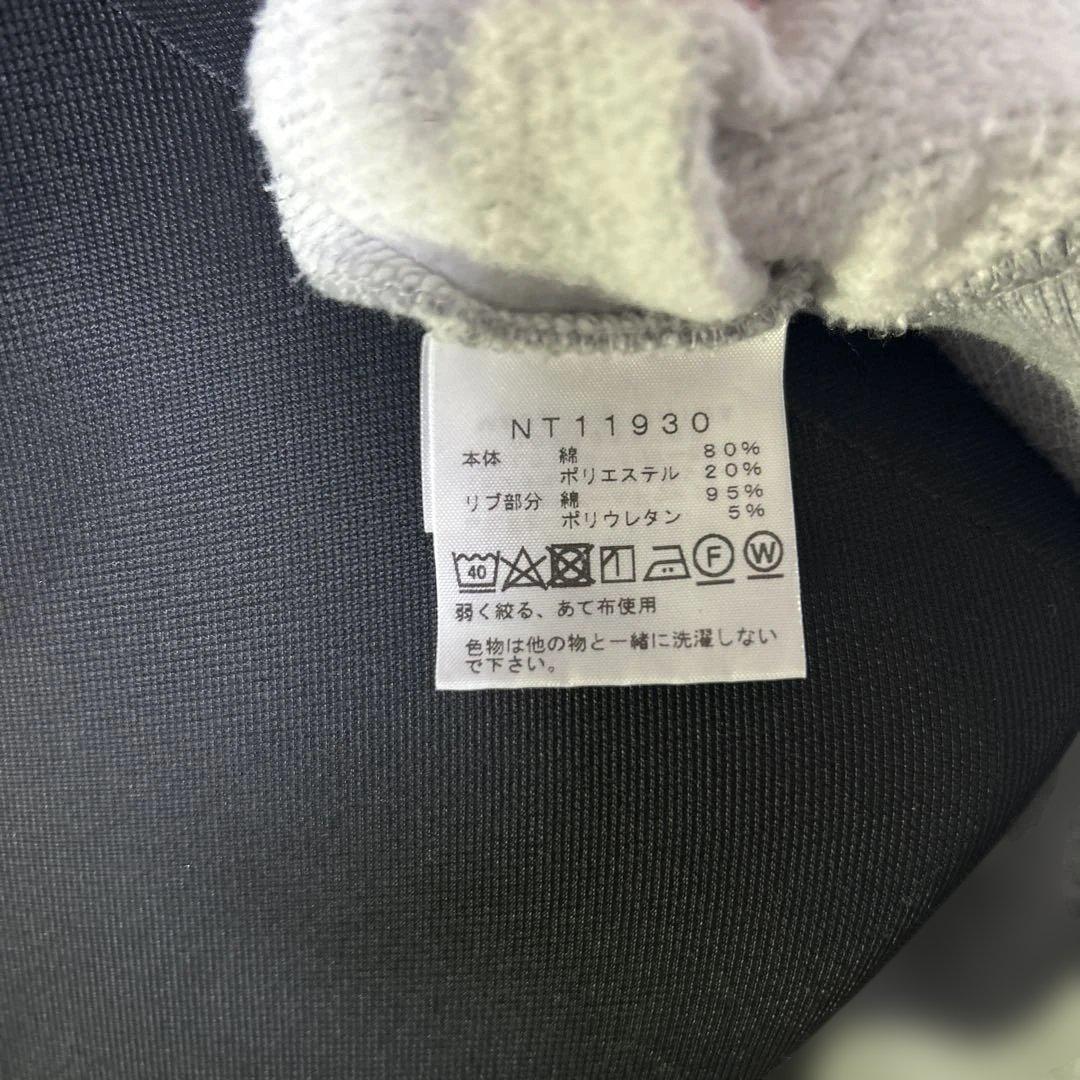 NT11930
本体 綿 80%
ポリエステル 20%
リブ部分 綿 95%
ポリウレタン 5%
40 F W
弱く絞る、あて布使用
色物は他の物と一緒に洗濯しない
で下さい。